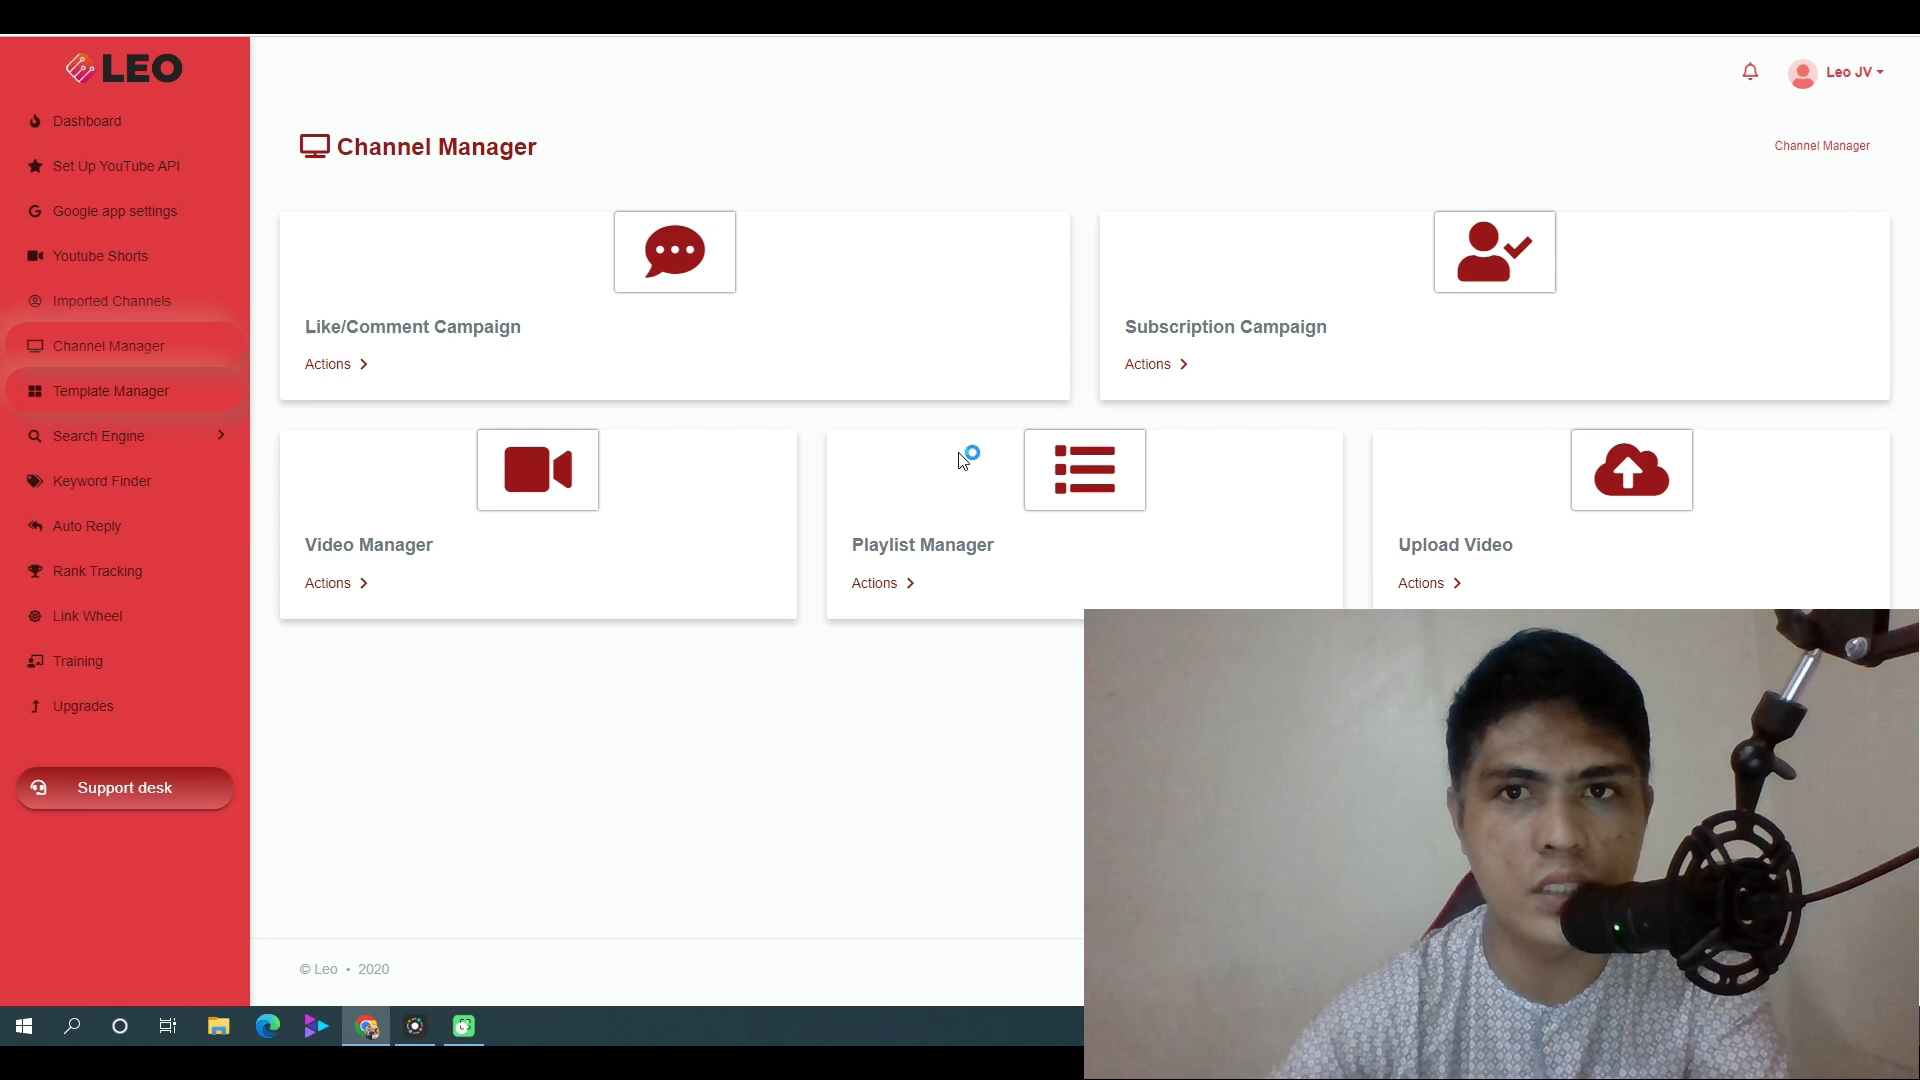 LEO
Dashboard
Set Up YouTube API
Google app settings
Youtube Shorts
Imported Channels
Channel Manager
Template Manager
Search Engine
Keyword Finder
Auto Reply
Rank Tracking
Link Wheel
Training
Upgrades
Support desk
Leo JV
Channel Manager
Channel Manager
Like/Comment Campaign
Actions
Subscription Campaign
Actions
Video Manager
Actions
Playlist Manager
Actions
Upload Video
Actions
© Leo • 2020